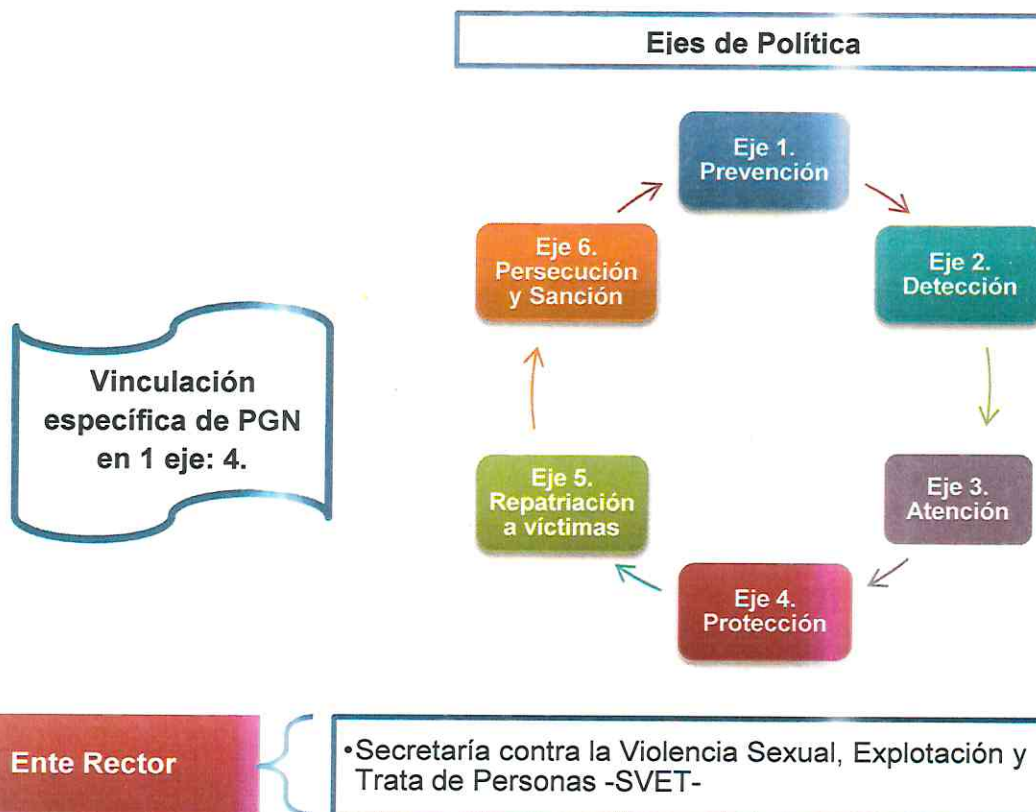 Ejes de Política
Eje 1.
Prevención
Eje 2.
Detección
Eje 3.
Atención
Eje 4.
Protección
Eje 5.
Repatriación
a víctimas
Eje 6.
Persecución
y Sanción
Vinculación
específica de PGN
en 1 eje: 4.
Ente Rector
•Secretaría contra la Violencia Sexual, Explotación y
Trata de Personas -SVET-